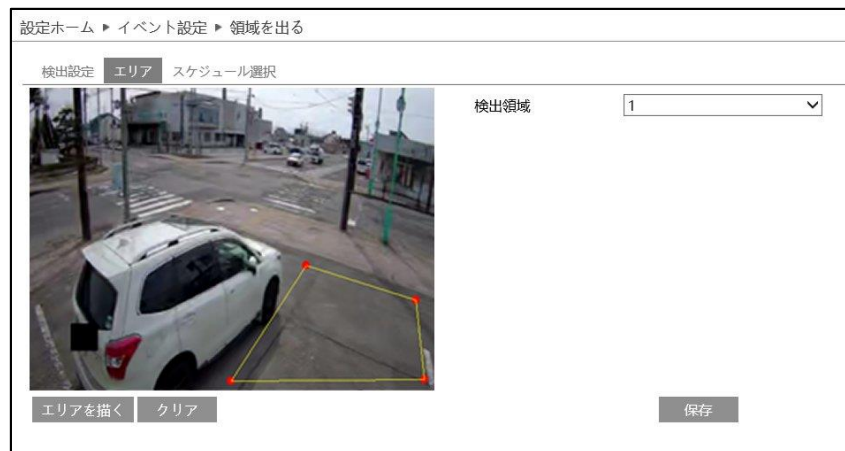 設定ホーム ▶ イベント設定 ▶ 領域を出る
検出設定 エリア スケジュール選択
検出領域 1
エリアを描く クリア 保存